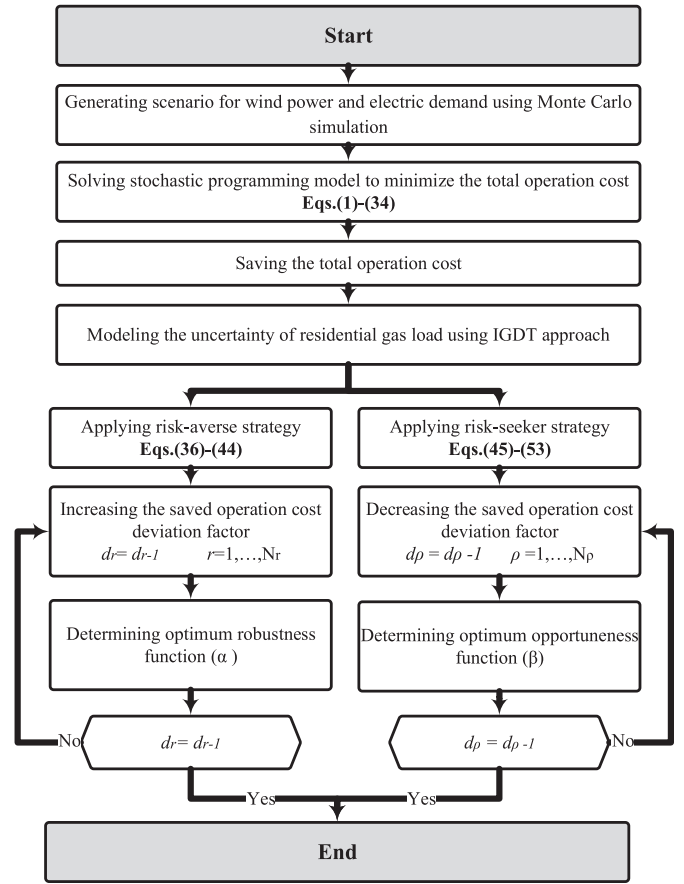 Start
Generating scenario for wind power and electric demand using Monte Carlo
simulation
Solving stochastic programming model to minimize the total operation cost
Eqs.(1)-(34)
Saving the total operation cost
Modeling the uncertainty of residential gas load using IGDT approach
Applying risk-averse strategy
Eqs.(36)-(44)
Applying risk-seeker strategy
Eqs.(45)-(53)
Increasing the saved operation cost
deviation factor
dr= dr-1 r=1,…,Nr
Decreasing the saved operation cost
deviation factor
dρ = dρ -1 ρ =1,…,Nρ
Determining optimum robustness
function (α )
Determining optimum opportuneness
function (β)
No
dr= dr-1
dρ = dρ -1
No
Yes
Yes
End